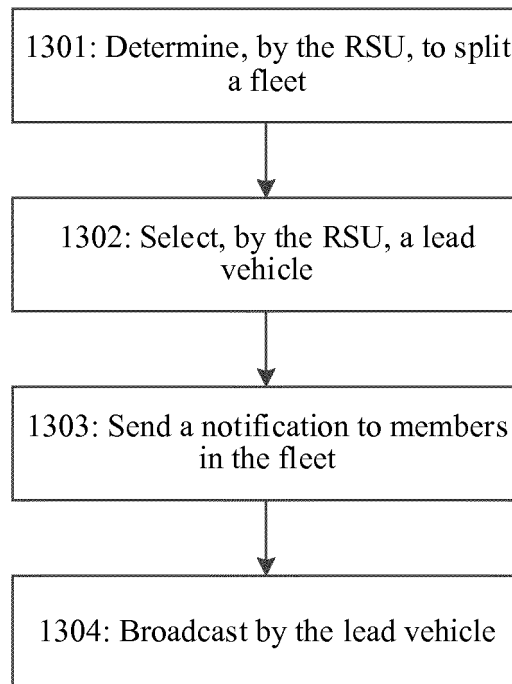 1301: Determine, by the RSU, to split
a fleet
1302: Select, by the RSU, a lead
vehicle
1303: Send a notification to members
in the fleet
1304: Broadcast by the lead vehicle